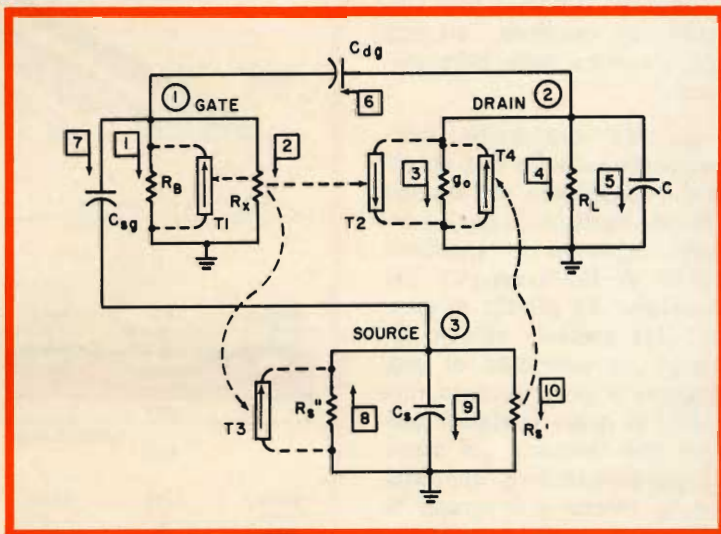 Cdg
① GATE
6
DRAIN ②
7
1
2
T4
RB
Rx
3
go
4
5
C
Csg
T1
T2
RL
SOURCE ③
10
T3
Rs"
8
Cs
9
Rs'